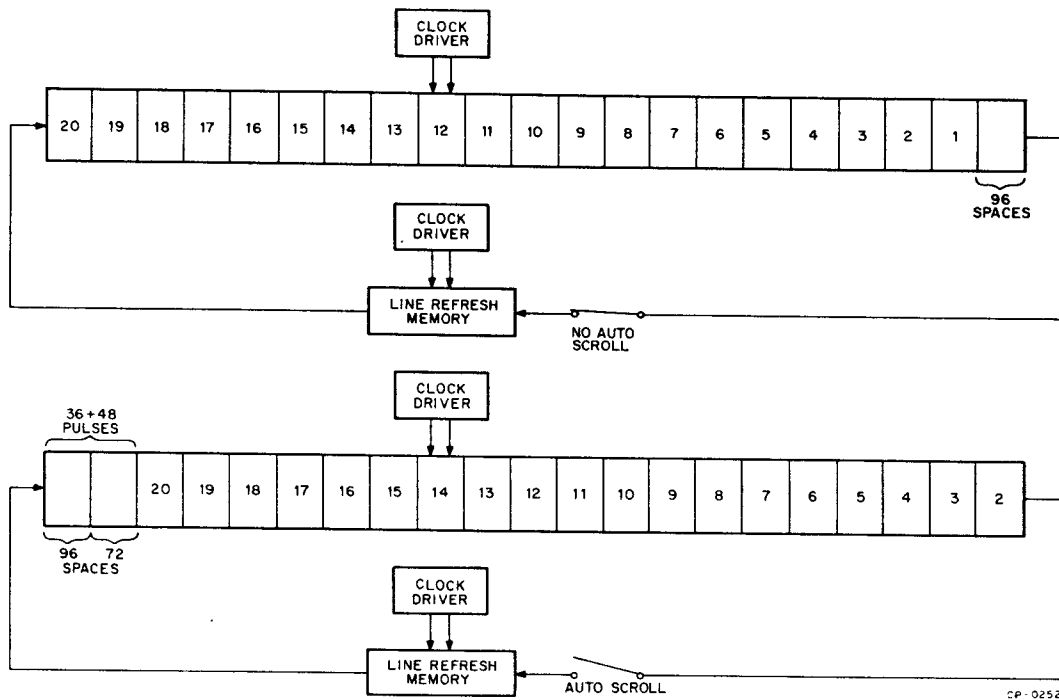 CLOCK
DRIVER
20 19 18 17 16 15 14 13 12 11 10 9 8 7 6 5 4 3 2 1
96
SPACES
CLOCK
DRIVER
LINE REFRESH
MEMORY
NO AUTO
SCROLL
CLOCK
DRIVER
36+48
PULSES
20 19 18 17 16 15 14 13 12 11 10 9 8 7 6 5 4 3 2
96 72
SPACES
CLOCK
DRIVER
LINE REFRESH
MEMORY
AUTO SCROLL
CP-0252